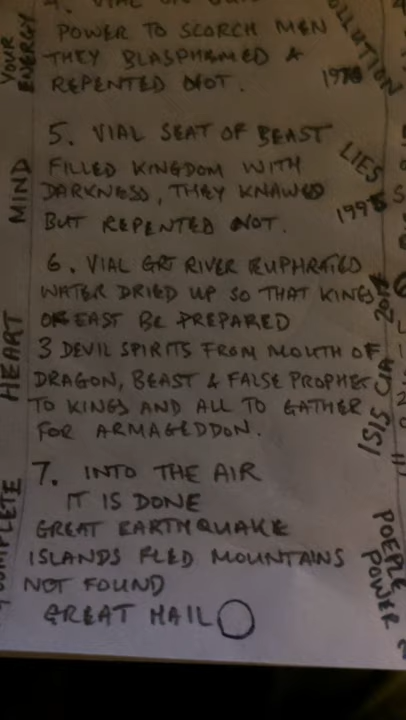 POWER TO SCORCH MEN
THEY BLASPHEMED &
REPENTED NOT.
5. VIAL SEAT OF BEAST
FILLED KINGDOM WITH
DARKNESS, THEY KNAWED
BUT REPENTED NOT.
6. VIAL GRT RIVER EUPHRATED
WATER DRIED UP SO THAT KINGS
OF EAST BE PREPARED
3 DEVIL SPIRITS FROM MOUTH OF
DRAGON, BEAST & FALSE PROPHET
TO KINGS AND ALL TO GATHER
FOR ARMAGEDDON.
7. INTO THE AIR
IT IS DONE
GREAT EARTHQUAKE
ISLANDS FLED MOUNTAINS
NOT FOUND
GREAT HAIL
YOUR
ENERGY
MIND
HEART
LIES
ISIS CIA
POEPLE
POWER